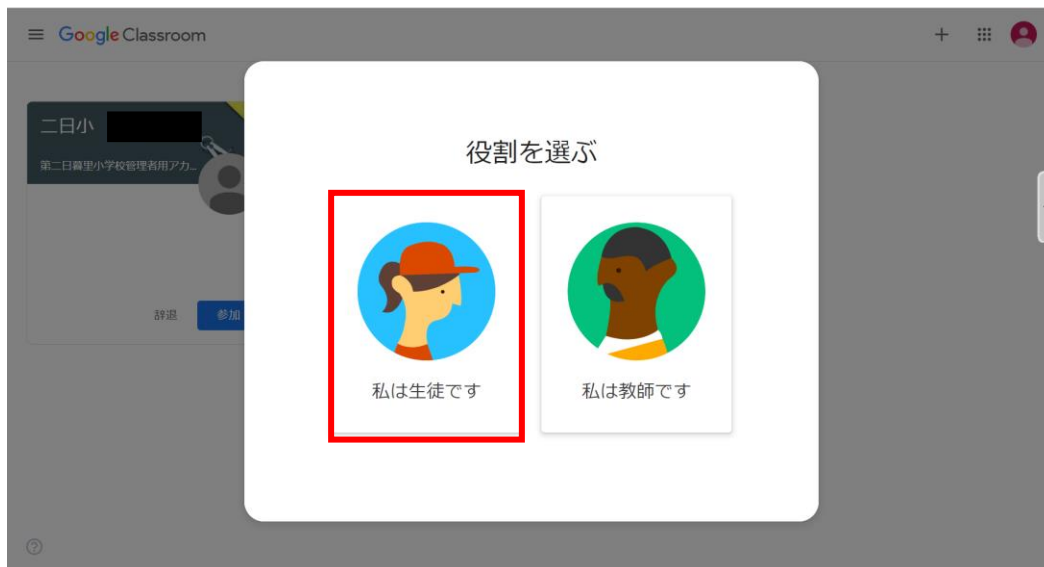 Google Classroom
二日小
第二日暮里小学校管理者用アカ...
辞退
参加
役割を選ぶ
私は生徒です
私は教師です